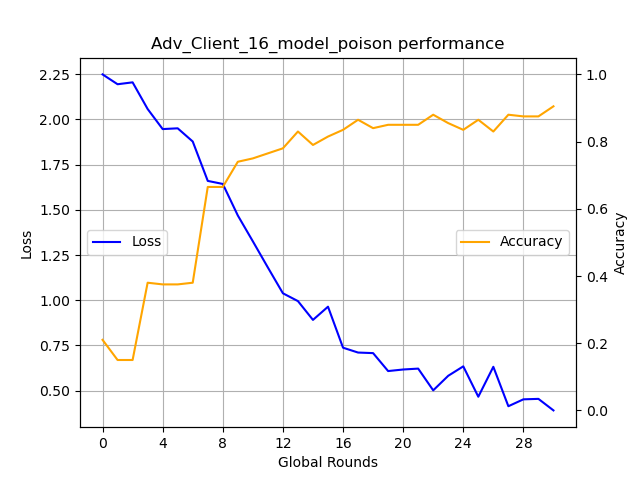 Adv_Client_16_model_poison performance
2.25
2.00
1.75
1.50
1.25
1.00
0.75
0.50
Loss
Loss
Accuracy
1.0
0.8
0.6
0.4
0.2
0.0
Accuracy
0 4 8 12 16 20 24 28
Global Rounds